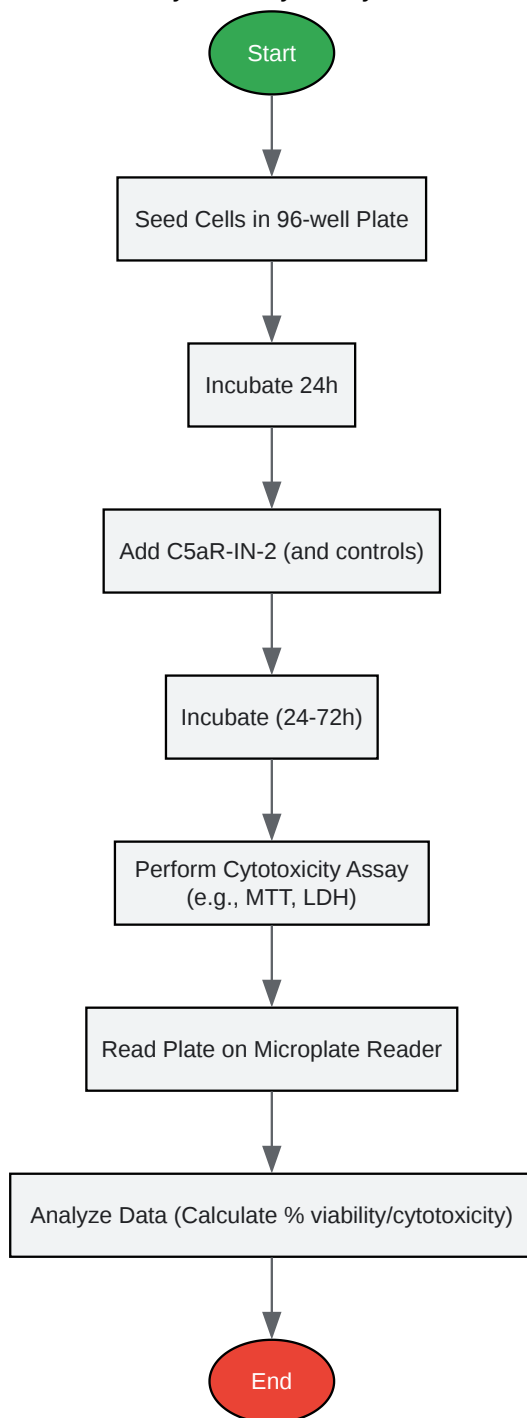 Start
Seed Cells in 96-well Plate
Incubate 24h
Add C5aR-IN-2 (and controls)
Incubate (24-72h)
Perform Cytotoxicity Assay
(e.g., MTT, LDH)
Read Plate on Microplate Reader
Analyze Data (Calculate % viability/cytotoxicity)
End